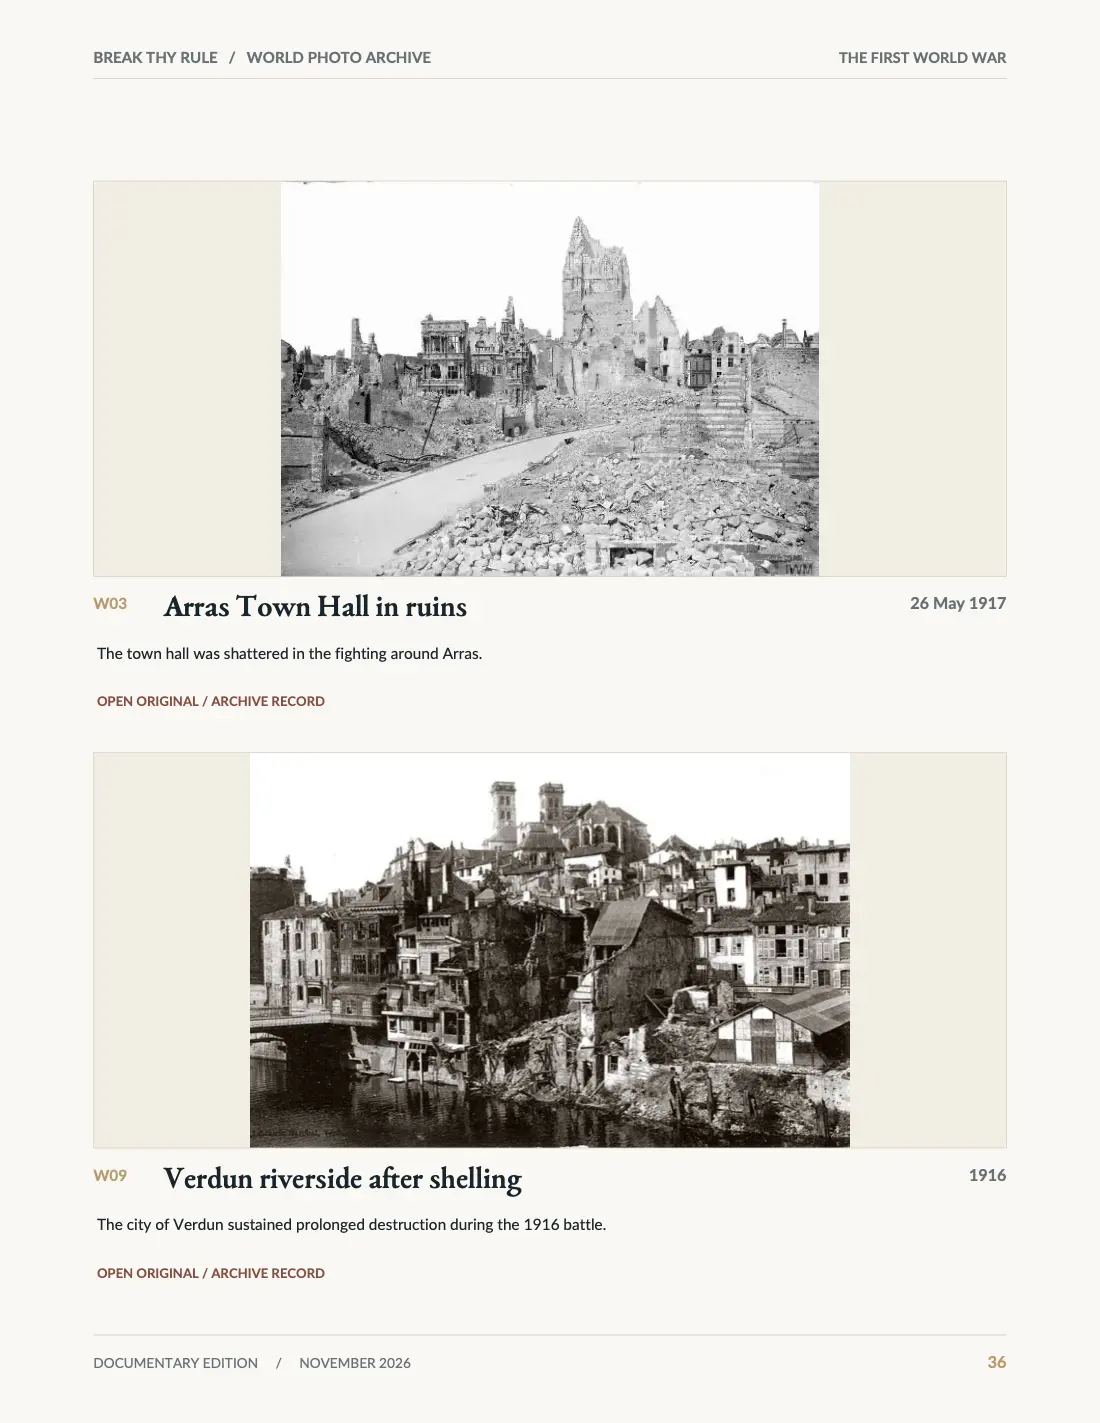 BREAK THY RULE / WORLD PHOTO ARCHIVE
THE FIRST WORLD WAR
IWM
W03 Arras Town Hall in ruins 26 May 1917
The town hall was shattered in the fighting around Arras.
OPEN ORIGINAL / ARCHIVE RECORD
W09 Verdun riverside after shelling 1916
The city of Verdun sustained prolonged destruction during the 1916 battle.
OPEN ORIGINAL / ARCHIVE RECORD
DOCUMENTARY EDITION / NOVEMBER 2026
36